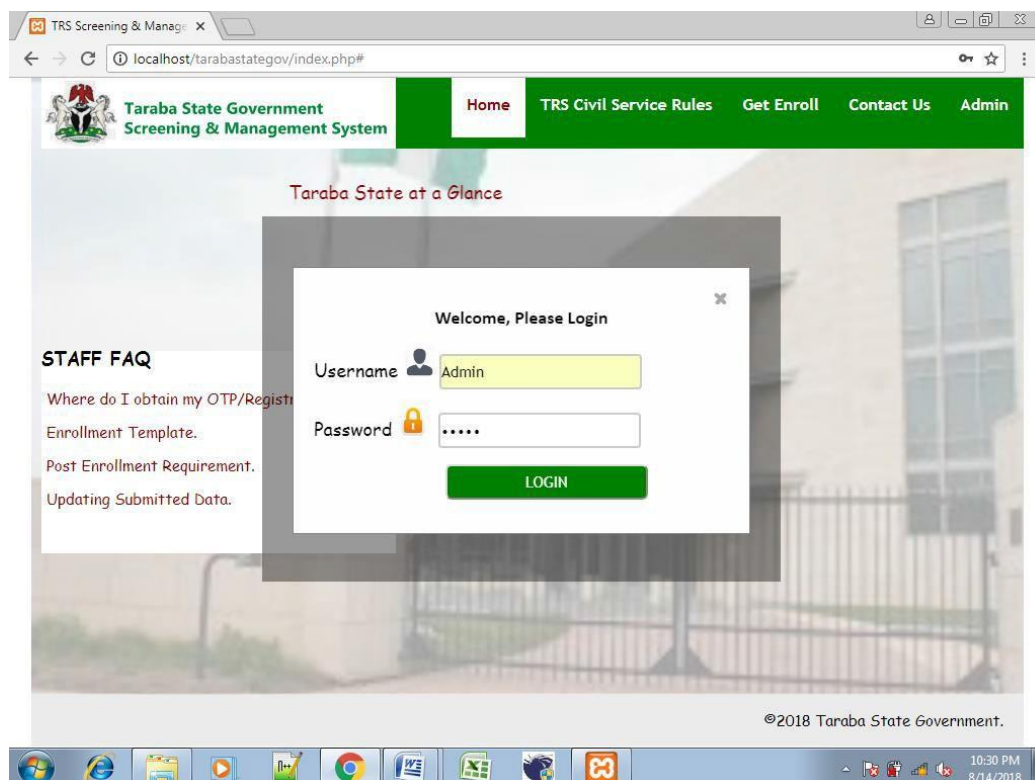 TRS Screening & Manage
localhost/tarabastategov/index.php#
Taraba State Government
Screening & Management System
Home TRS Civil Service Rules Get Enroll Contact Us Admin
Taraba State at a Glance
Welcome, Please Login
Username Admin
Password •••••
LOGIN
STAFF FAQ
Where do I obtain my OTP/Registr
Enrollment Template.
Post Enrollment Requirement.
Updating Submitted Data.
©2018 Taraba State Government.
10:30 PM
8/14/2018